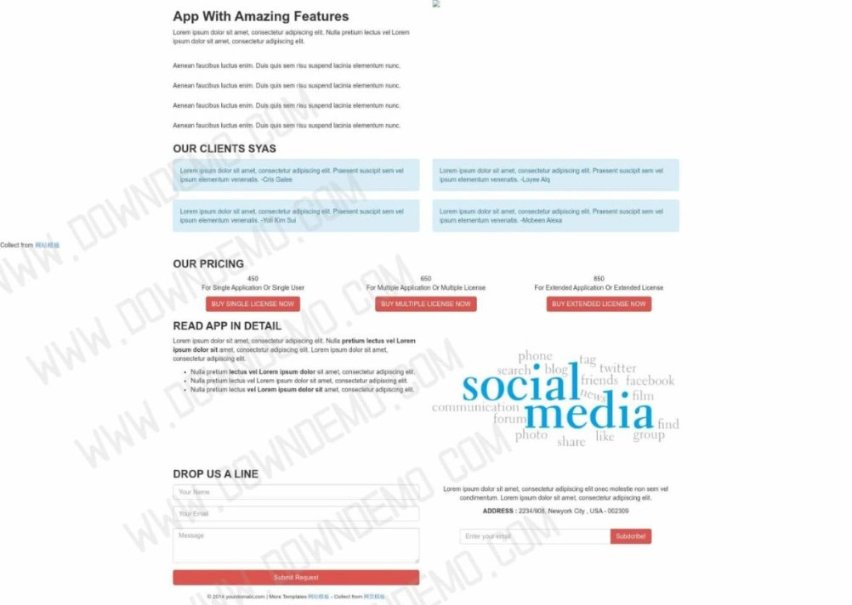 App With Amazing Features
Lorem ipsum dolor sit amet, consectetur adipiscing elit. Nulla pretium lectus vel Lorem
ipsum dolor sit amet, consectetur adipiscing elit.
Aenean faucibus luctus enim. Duis quis sem risu suspend lacinia elementum nunc.
Aenean faucibus luctus enim. Duis quis sem risu suspend lacinia elementum nunc.
Aenean faucibus luctus enim. Duis quis sem risu suspend lacinia elementum nunc.
Aenean faucibus luctus enim. Duis quis sem risu suspend lacinia elementum nunc.
OUR CLIENTS SYAS
Lorem ipsum dolor sit amet, consectetur adipiscing elit. Praesent suscipit sem vel
ipsum elementum venenatis. -Cris Galee
Lorem ipsum dolor sit amet, consectetur adipiscing elit. Praesent suscipit sem vel
ipsum elementum venenatis. -Loyee Alq
Lorem ipsum dolor sit amet, consectetur adipiscing elit. Praesent suscipit sem vel
ipsum elementum venenatis. -Yuii Kim Sui
Lorem ipsum dolor sit amet, consectetur adipiscing elit. Praesent suscipit sem vel
ipsum elementum venenatis. -Mobeen Alexa
Collect from 网站模板
OUR PRICING
450
For Single Application Or Single User
BUY SINGLE LICENSE NOW
650
For Multiple Application Or Multiple License
BUY MULTIPLE LICENSE NOW
850
For Extended Application Or Extended License
BUY EXTENDED LICENSE NOW
READ APP IN DETAIL
Lorem ipsum dolor sit amet, consectetur adipiscing elit. Nulla pretium lectus vel Lorem
ipsum dolor sit amet, consectetur adipiscing elit. Lorem ipsum dolor sit amet,
consectetur adipiscing elit.
Nulla pretium lectus vel Lorem ipsum dolor sit amet, consectetur adipiscing elit.
Nulla pretium lectus vel Lorem ipsum dolor sit amet, consectetur adipiscing elit.
Nulla pretium lectus vel Lorem ipsum dolor sit amet, consectetur adipiscing elit.
phone tag
search blog twitter
social friends facebook
news film
communication media
forum find
photo share like group
DROP US A LINE
Your Name
Your Email
Message
Submit Request
Lorem ipsum dolor sit amet, consectetur adipiscing elit onec molestie non sem vel
condimentum. Lorem ipsum dolor sit amet, consectetur adipiscing elit.
ADDRESS : 2234/908, Newyork City , USA - 002309
Enter your email
Subdcribe!
© 2014 yourdomain.com | More Templates 网站模板 - Collect from 网页模板
WWW.DOWNDEMO.COM
WWW.DOWNDEMO.COM
WWW.DOWNDEMO.COM
WWW.DOWNDEMO.COM